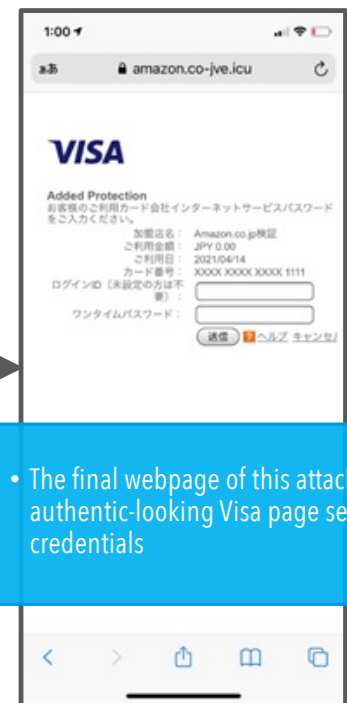 1:00
ぁあ amazon.co-jve.icu
VISA
Added Protection
お客様のご利用カード会社インターネットサービスパスワード
をご入力ください。
加盟店名： Amazon.co.jp検証
ご利用金額： JPY 0.00
ご利用日： 2021/04/14
カード番号： XXXX XXXX XXXX 1111
ログインID（未設定の方は不
要）：
ワンタイムパスワード：
送信 ? ヘルプ キャンセル
• The final webpage of this attac
authentic-looking Visa page se
credentials